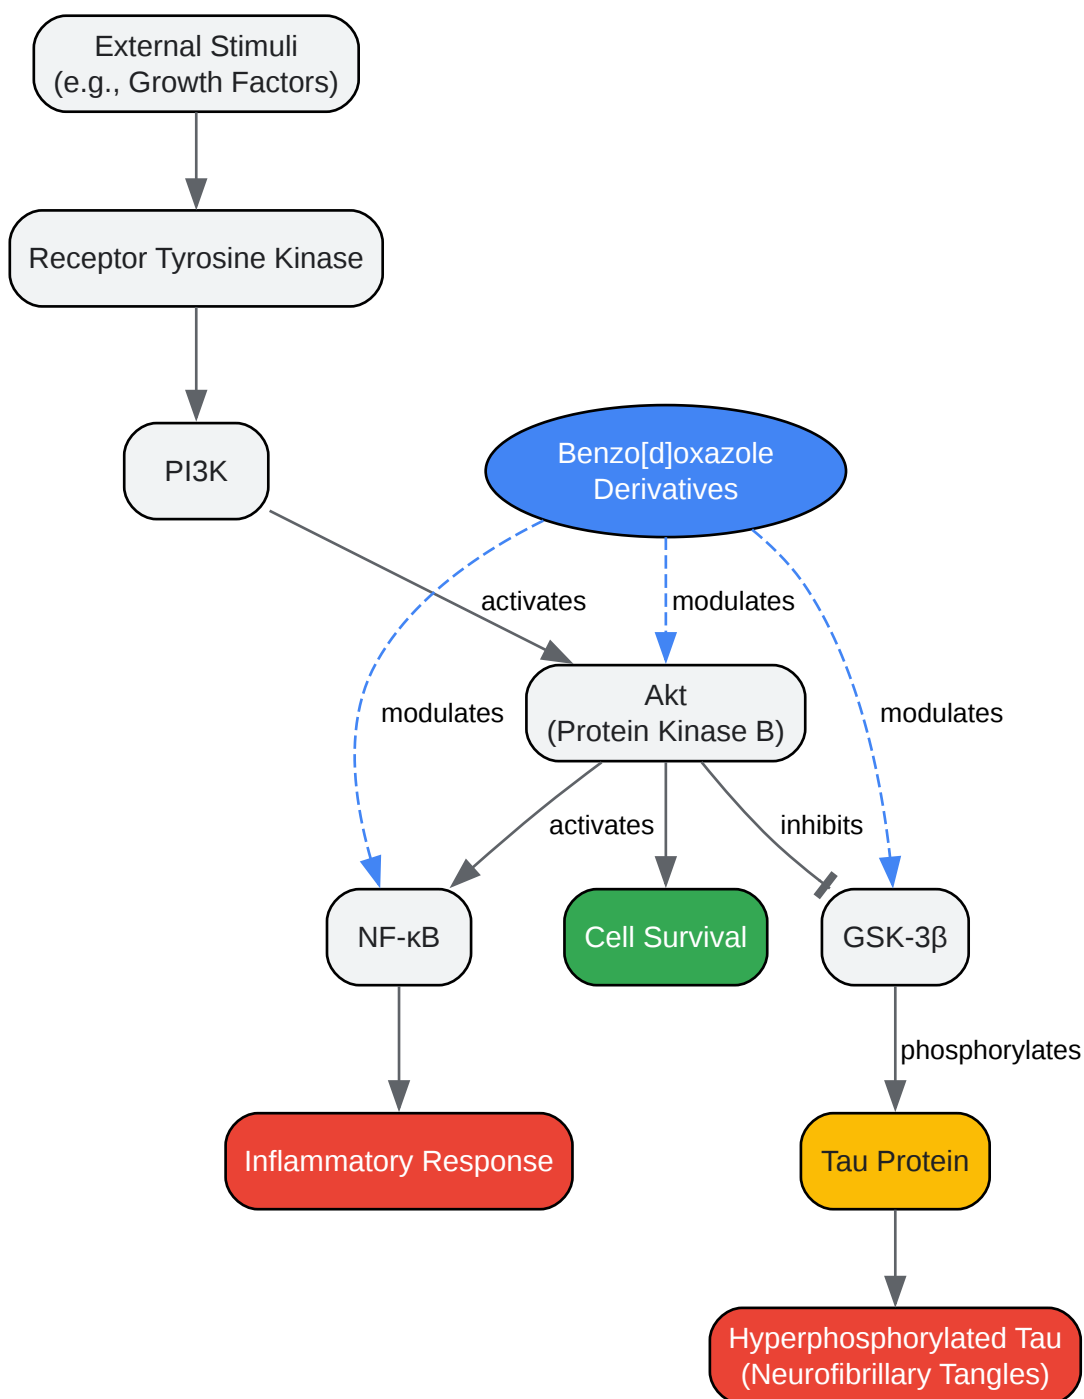 External Stimuli
(e.g., Growth Factors)
Receptor Tyrosine Kinase
PI3K
Benzo[d]oxazole
Derivatives
activates
modulates
modulates
Akt
(Protein Kinase B)
modulates
activates
inhibits
NF-κB
Cell Survival
GSK-3β
phosphorylates
Inflammatory Response
Tau Protein
Hyperphosphorylated Tau
(Neurofibrillary Tangles)